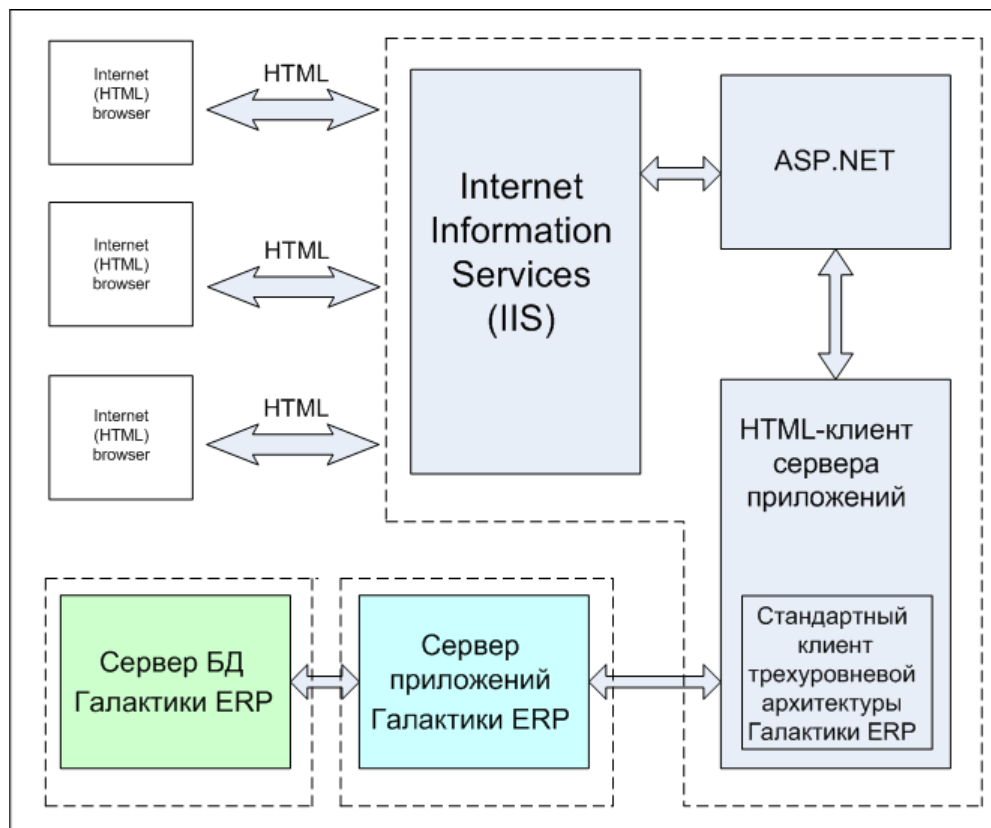 Internet
(HTML)
browser
HTML
Internet
Information
Services
(IIS)
ASP.NET
Internet
(HTML)
browser
HTML
Internet
(HTML)
browser
HTML
HTML-клиент
сервера
приложений
Стандартный
клиент
трехуровневой
архитектуры
Галактики ERP
Сервер БД
Галактики ERP
Сервер
приложений
Галактики ERP